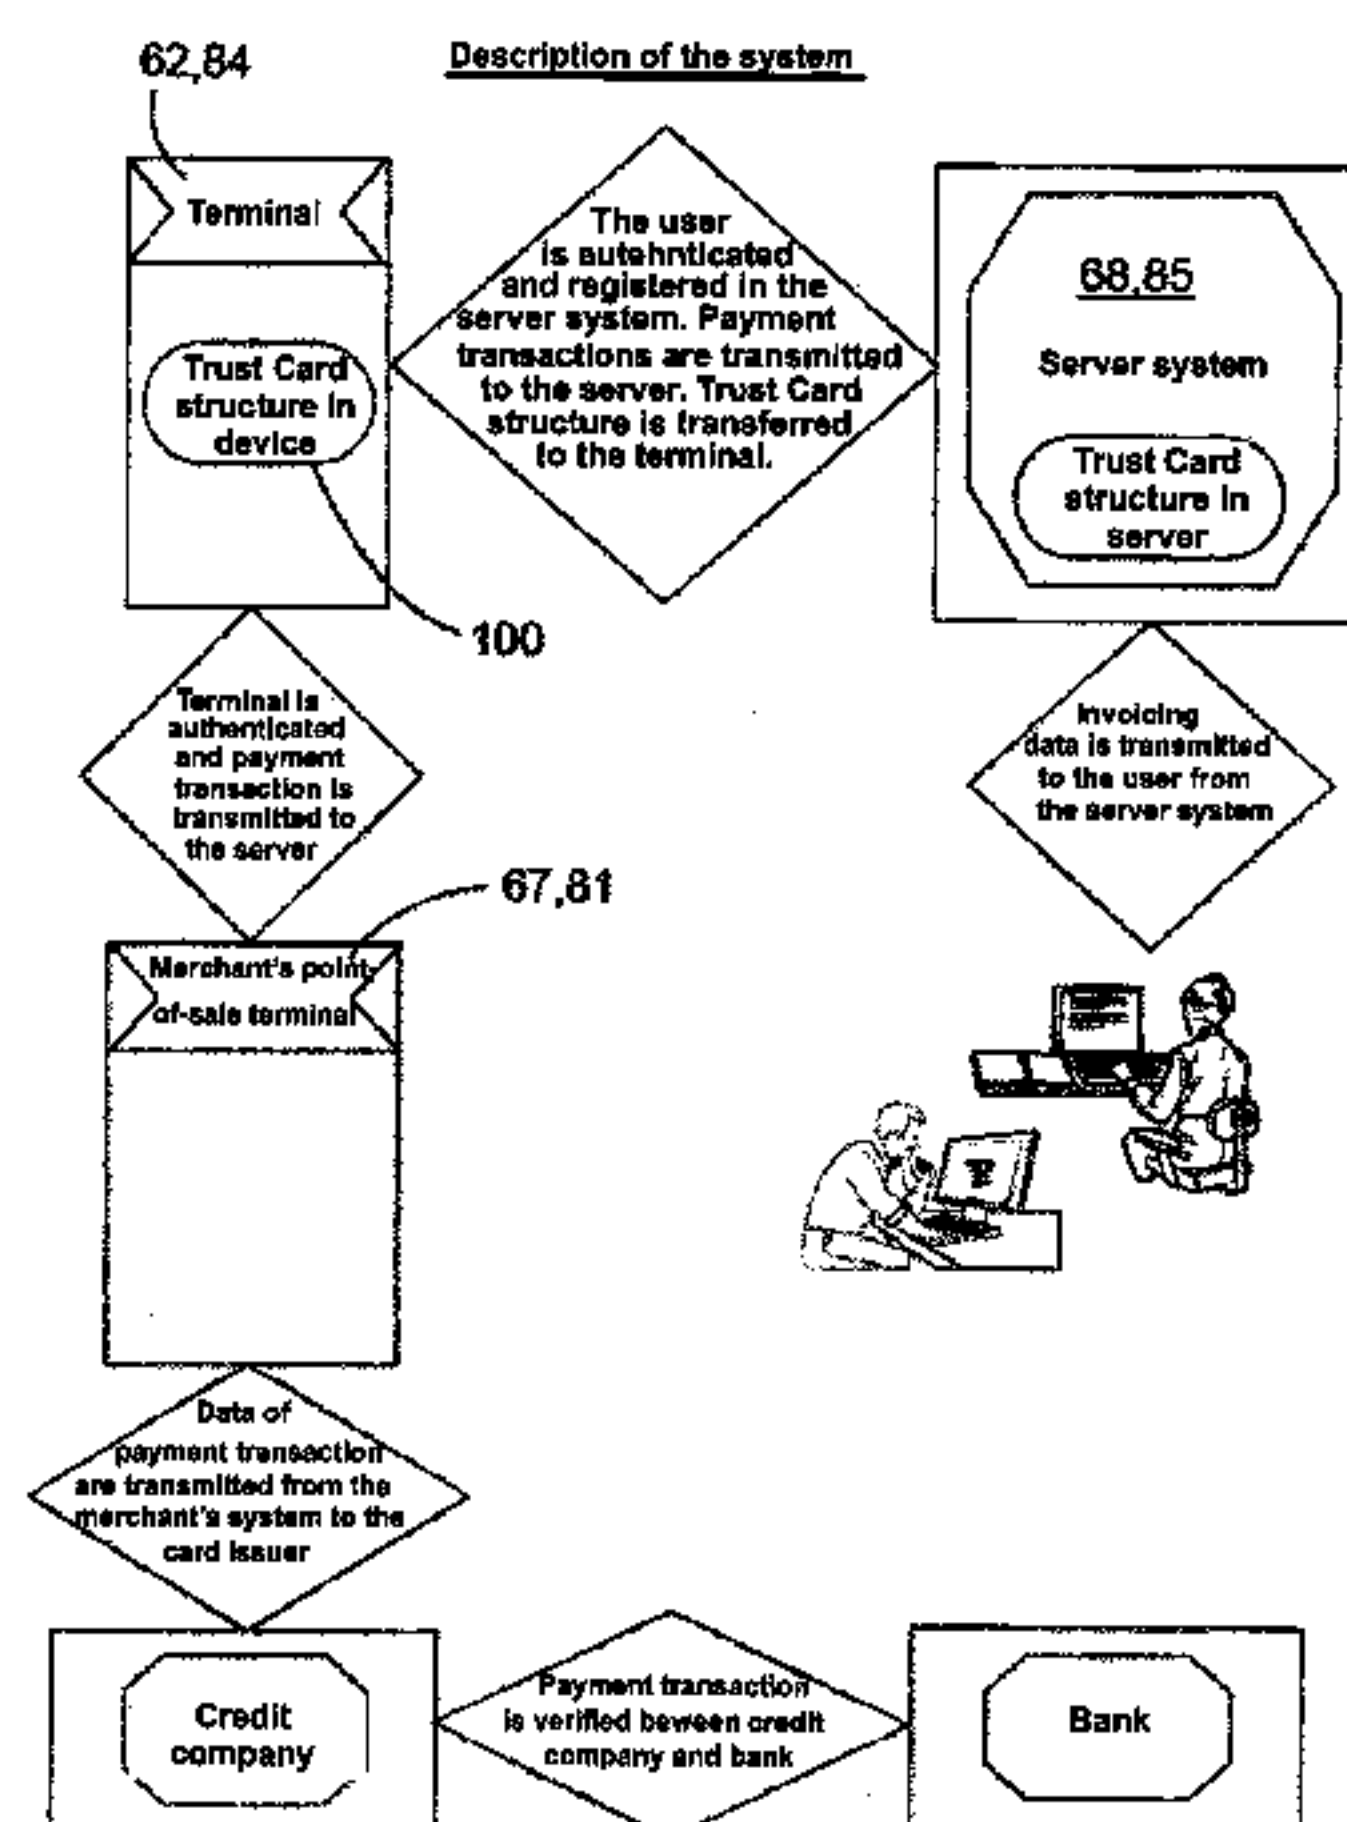 62,84
Description of the system
Terminal
Trust Card
structure in
device
100
The user
is autehnticated
and registered in the
server system. Payment
transactions are transmitted
to the server. Trust Card
structure is transferred
to the terminal.
68,85
Server system
Trust Card
structure in
server
Terminal is
authenticated
and payment
transaction is
transmitted to
the server
Invoicing
data is transmitted
to the user from
the server system
67,81
Merchant's point-
of-sale terminal
Data of
payment transaction
are transmitted from the
merchant's system to the
card issuer
Credit
company
Payment transaction
is verified beween credit
company and bank
Bank